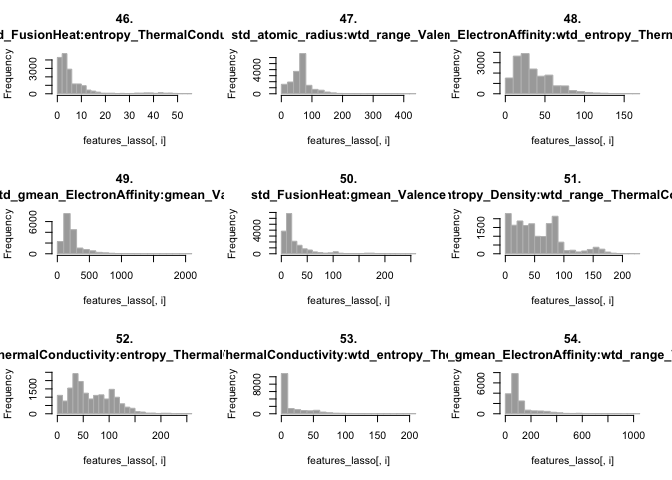 46.
d_FusionHeat:entropy_ThermalCondu
Frequency
0 3000
0 10 20 30 40 50
features_lasso[, i]
47.
std_atomic_radius:wtd_range_Valen
Frequency
0 4000
0 100 200 300 400
features_lasso[, i]
48.
n_ElectronAffinity:wtd_entropy_Therm
Frequency
0 3000
0 50 100 150
features_lasso[, i]
49.
td_gmean_ElectronAffinity:gmean_Va
Frequency
0 6000
0 500 1000 2000
features_lasso[, i]
50.
std_FusionHeat:gmean_Valence
Frequency
0 4000
0 50 100 200
features_lasso[, i]
51.
ntropy_Density:wtd_range_ThermalCo
Frequency
0 1500
0 50 100 150 200
features_lasso[, i]
52.
hermalConductivity:entropy_Thermal
Frequency
0 1500
0 50 100 200
features_lasso[, i]
53.
hermalConductivity:wtd_entropy_The
Frequency
0 8000
0 50 100 200
features_lasso[, i]
54.
_gmean_ElectronAffinity:wtd_range_
Frequency
0 6000
0 200 600 1000
features_lasso[, i]